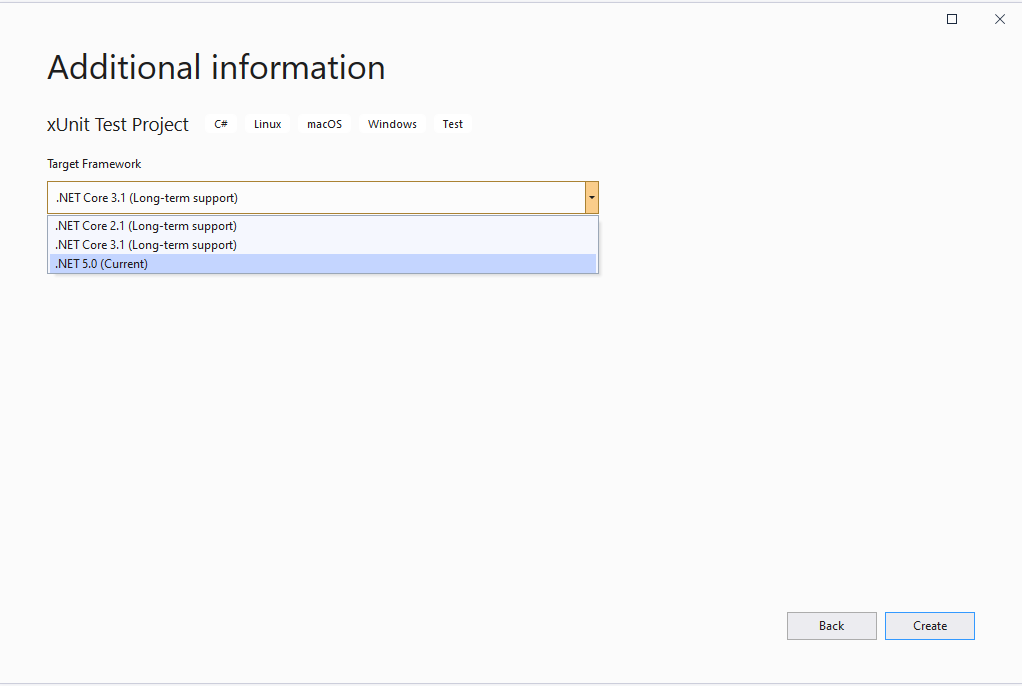 Additional information
xUnit Test Project C# Linux macOS Windows Test
Target Framework
.NET Core 3.1 (Long-term support)
.NET Core 2.1 (Long-term support)
.NET Core 3.1 (Long-term support)
.NET 5.0 (Current)
Back Create